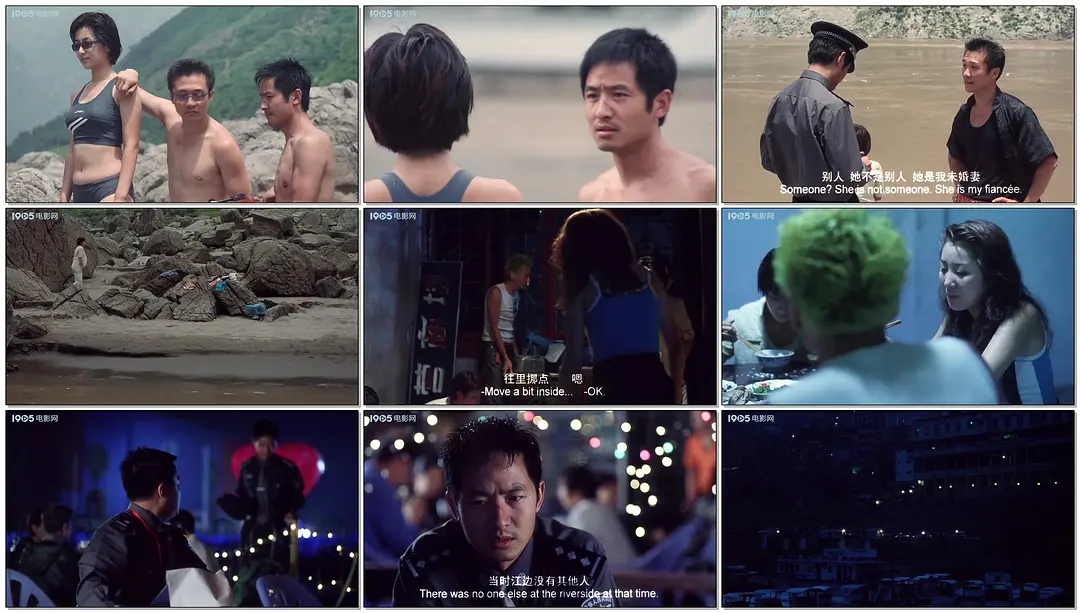 1905电影网
1905电影网
1905电影网
别人 她不是别人 她是我未婚妻
Someone? She is not someone. She is my fiancée.
1905电影网
1905电影网
往里挪点 嗯
-Move a bit inside... -OK.
1905电影网
1905电影网
1905电影网
当时江边没有其他人
There was no one else at the riverside at that time.
1905电影网